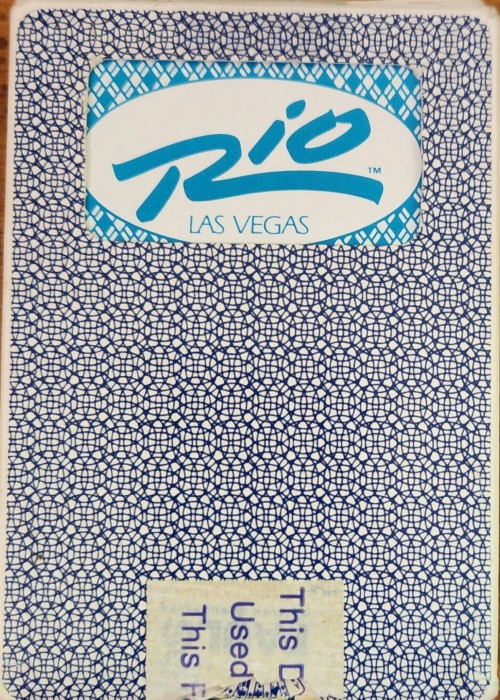 Rio™
LAS VEGAS
This D
Used
This F